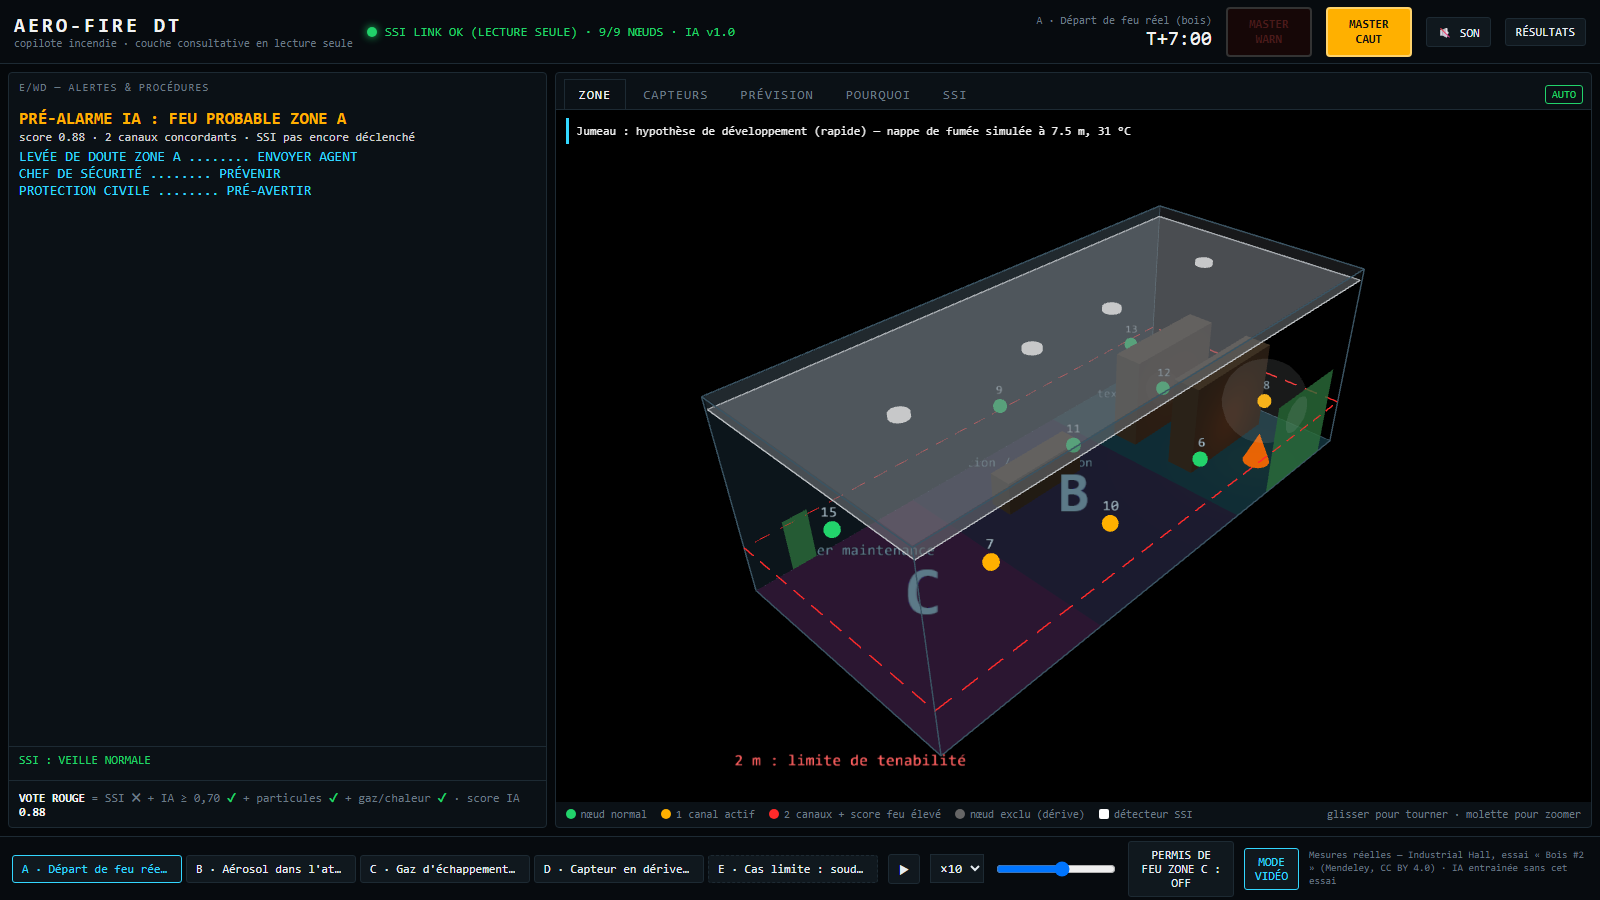 AERO-FIRE DT
copilote incendie · couche consultative en lecture seule
SSI LINK OK (LECTURE SEULE) · 9/9 NŒUDS · IA v1.0
A · Départ de feu réel (bois)
T+7:00
MASTER
WARN
MASTER
CAUT
SON
RÉSULTATS
E/WD — ALERTES & PROCÉDURES
PRÉ-ALARME IA : FEU PROBABLE ZONE A
score 0.88 · 2 canaux concordants · SSI pas encore déclenché
LEVÉE DE DOUTE ZONE A ........ ENVOYER AGENT
CHEF DE SÉCURITÉ ........ PRÉVENIR
PROTECTION CIVILE ........ PRÉ-AVERTIR
SSI : VEILLE NORMALE
VOTE ROUGE = SSI ✕ + IA ≥ 0,70 ✓ + particules ✓ + gaz/chaleur ✓ · score IA
0.88
ZONE
CAPTEURS
PRÉVISION
POURQUOI
SSI
AUTO
Jumeau : hypothèse de développement (rapide) — nappe de fumée simulée à 7.5 m, 31 °C
13
12
9
8
tex
11
6
B
10
15
7
er maintenance
C
2 m : limite de tenabilité
nœud normal
1 canal actif
2 canaux + score feu élevé
nœud exclu (dérive)
détecteur SSI
glisser pour tourner · molette pour zoomer
A · Départ de feu rée…
B · Aérosol dans l'at…
C · Gaz d'échappement…
D · Capteur en dérive…
E · Cas limite : soud…
▶
x10
PERMIS DE
FEU ZONE C :
OFF
MODE
VIDÉO
Mesures réelles — Industrial Hall, essai « Bois #2
» (Mendeley, CC BY 4.0) · IA entrainée sans cet
essai